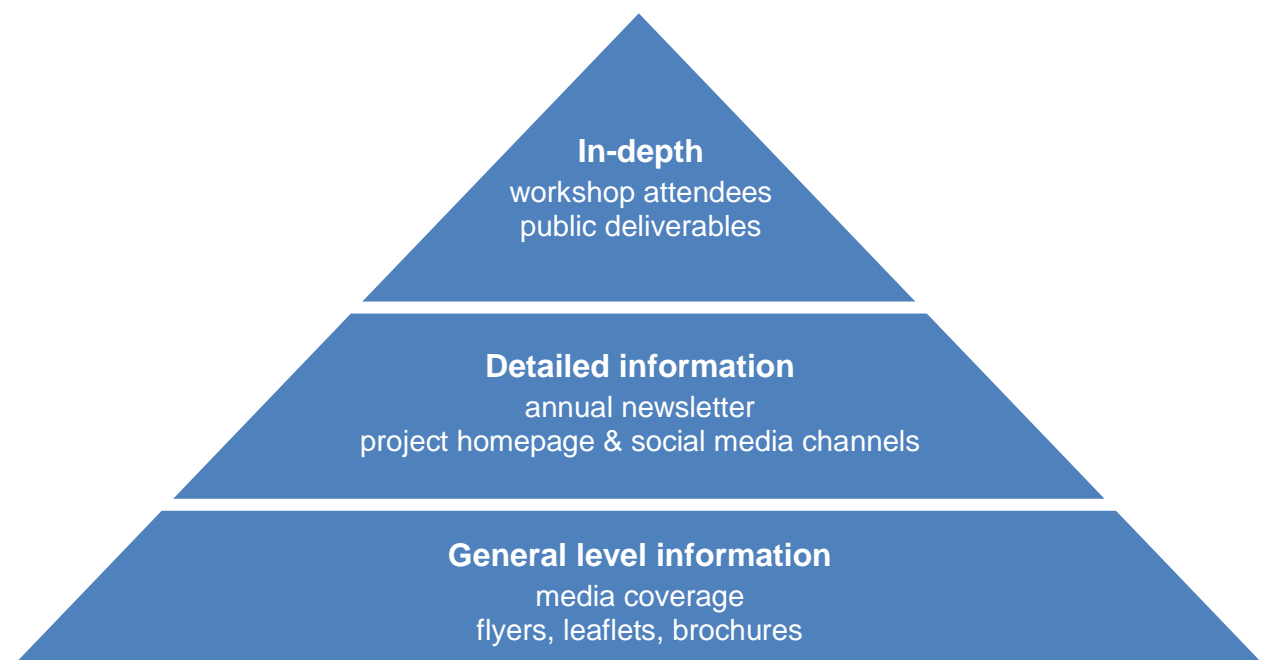 In-depth
workshop attendees
public deliverables
Detailed information
annual newsletter
project homepage & social media channels
General level information
media coverage
flyers, leaflets, brochures